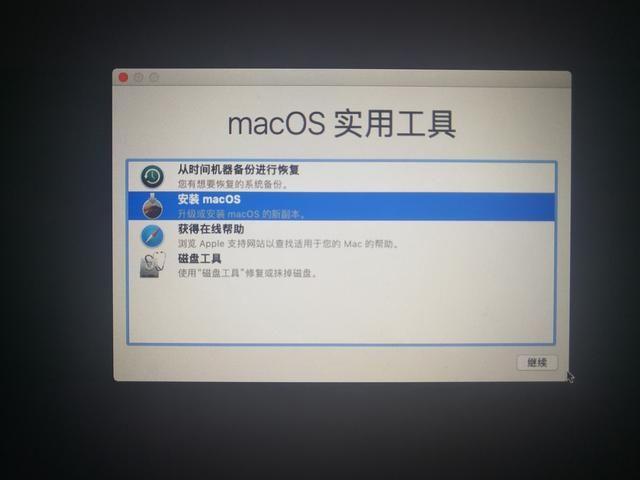 macOS 实用工具
从时间机器备份进行恢复
您有想要恢复的系统备份。
安装 macOS
升级或安装 macOS 的新副本。
获得在线帮助
浏览 Apple 支持网站以查找适用于您的 Mac 的帮助。
磁盘工具
使用“磁盘工具”修复或抹掉磁盘。
继续